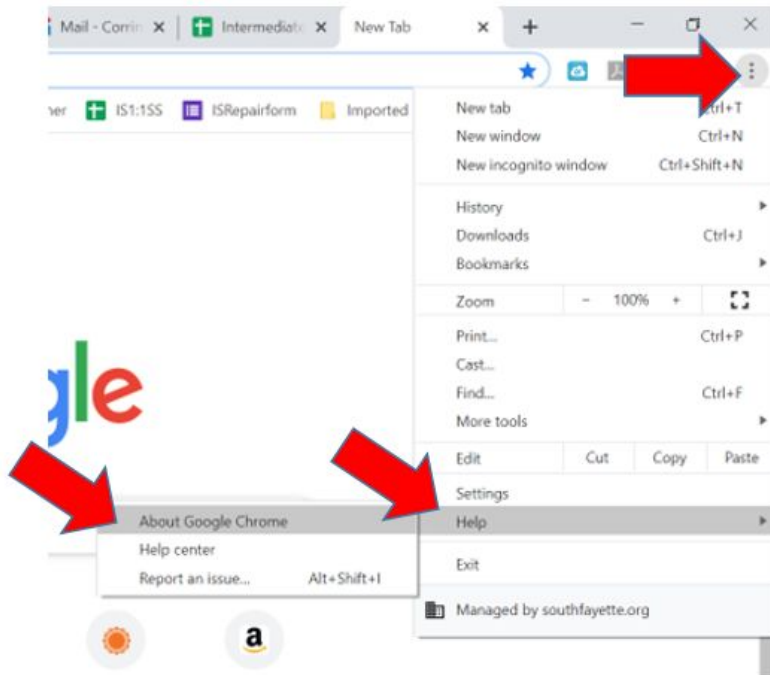 Mail - Corrin
Intermediate
New Tab
IS1:1SS
ISRepairform
Imported
New tab
Ctrl+T
New window
Ctrl+N
New incognito window
Ctrl+Shift+N
History
Downloads
Ctrl+J
Bookmarks
Zoom
- 100% +
Print...
Ctrl+P
Cast...
Find...
Ctrl+F
More tools
Edit
Cut
Copy
Paste
Settings
Help
Exit
Managed by southfayette.org
gle
About Google Chrome
Help center
Report an issue...
Alt+Shift+I
a